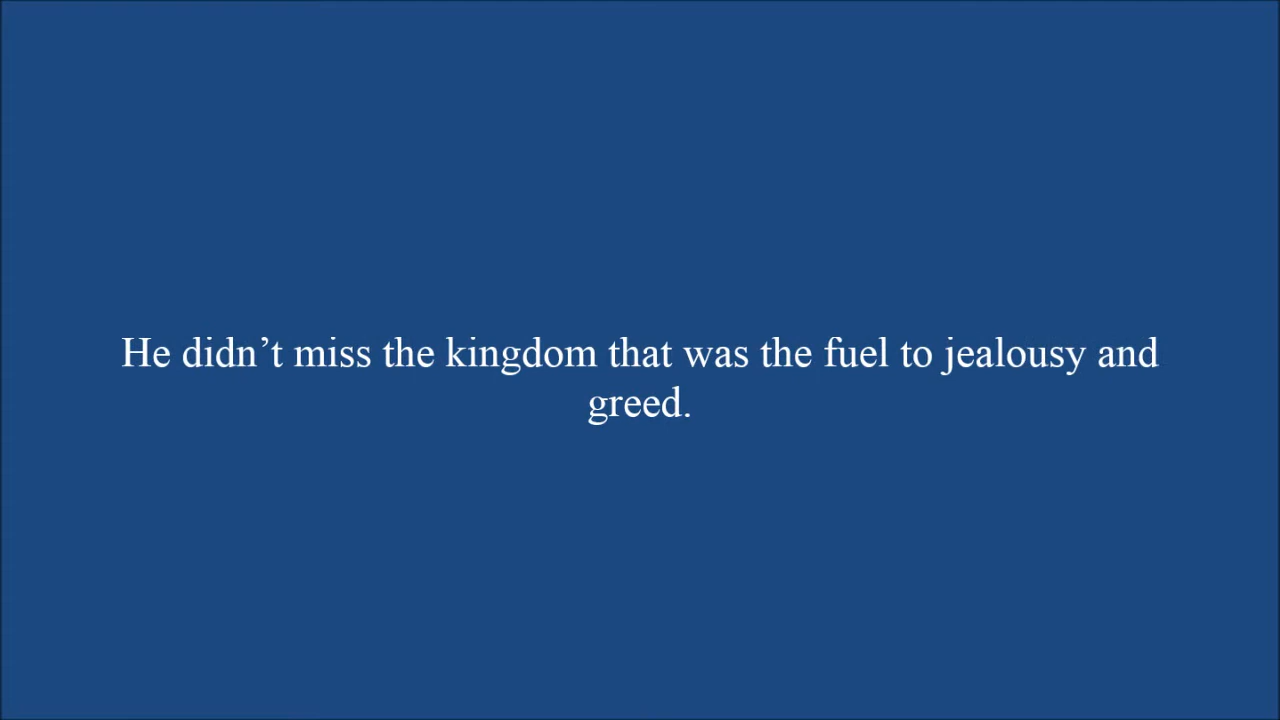 He didn’t miss the kingdom that was the fuel to jealousy and
greed.